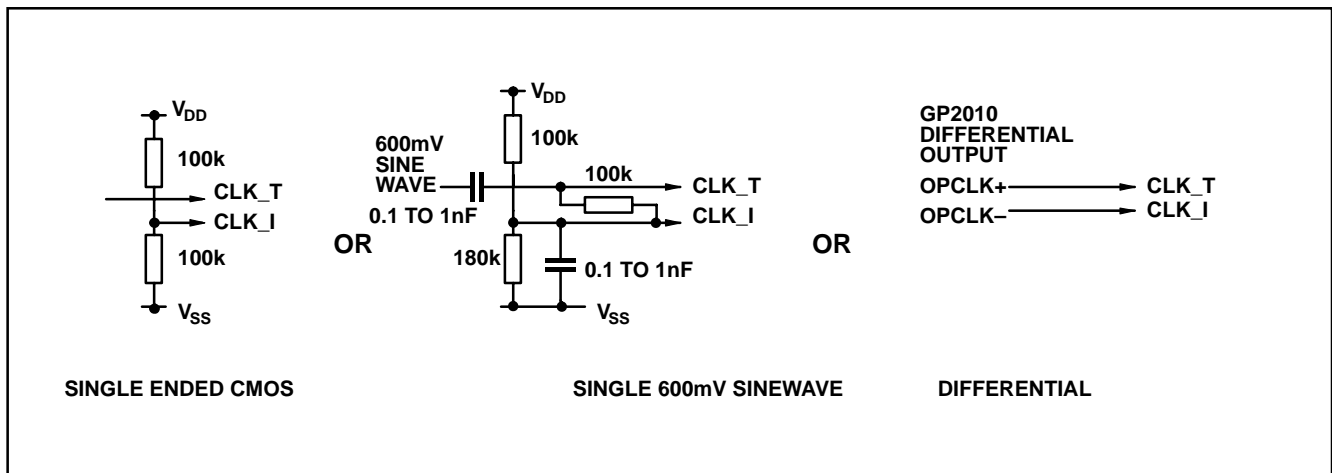 VDD
100k
CLK_T
CLK_I
100k
VSS
SINGLE ENDED CMOS
OR
VDD
100k
600mV
SINE
WAVE
0.1 TO 1nF
100k
CLK_T
CLK_I
180k
0.1 TO 1nF
VSS
SINGLE 600mV SINEWAVE
OR
GP2010
DIFFERENTIAL
OUTPUT
OPCLK+ CLK_T
OPCLK– CLK_I
DIFFERENTIAL